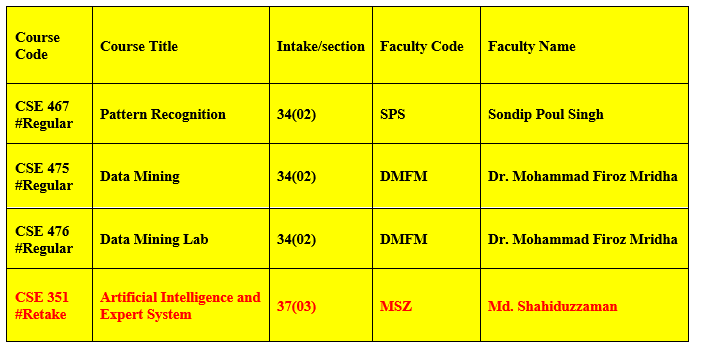 Course Code Course Title Intake/section Faculty Code Faculty Name
CSE 467 #Regular Pattern Recognition 34(02) SPS Sondip Poul Singh
CSE 475 #Regular Data Mining 34(02) DMFM Dr. Mohammad Firoz Mridha
CSE 476 #Regular Data Mining Lab 34(02) DMFM Dr. Mohammad Firoz Mridha
CSE 351 #Retake Artificial Intelligence and Expert System 37(03) MSZ Md. Shahiduzzaman